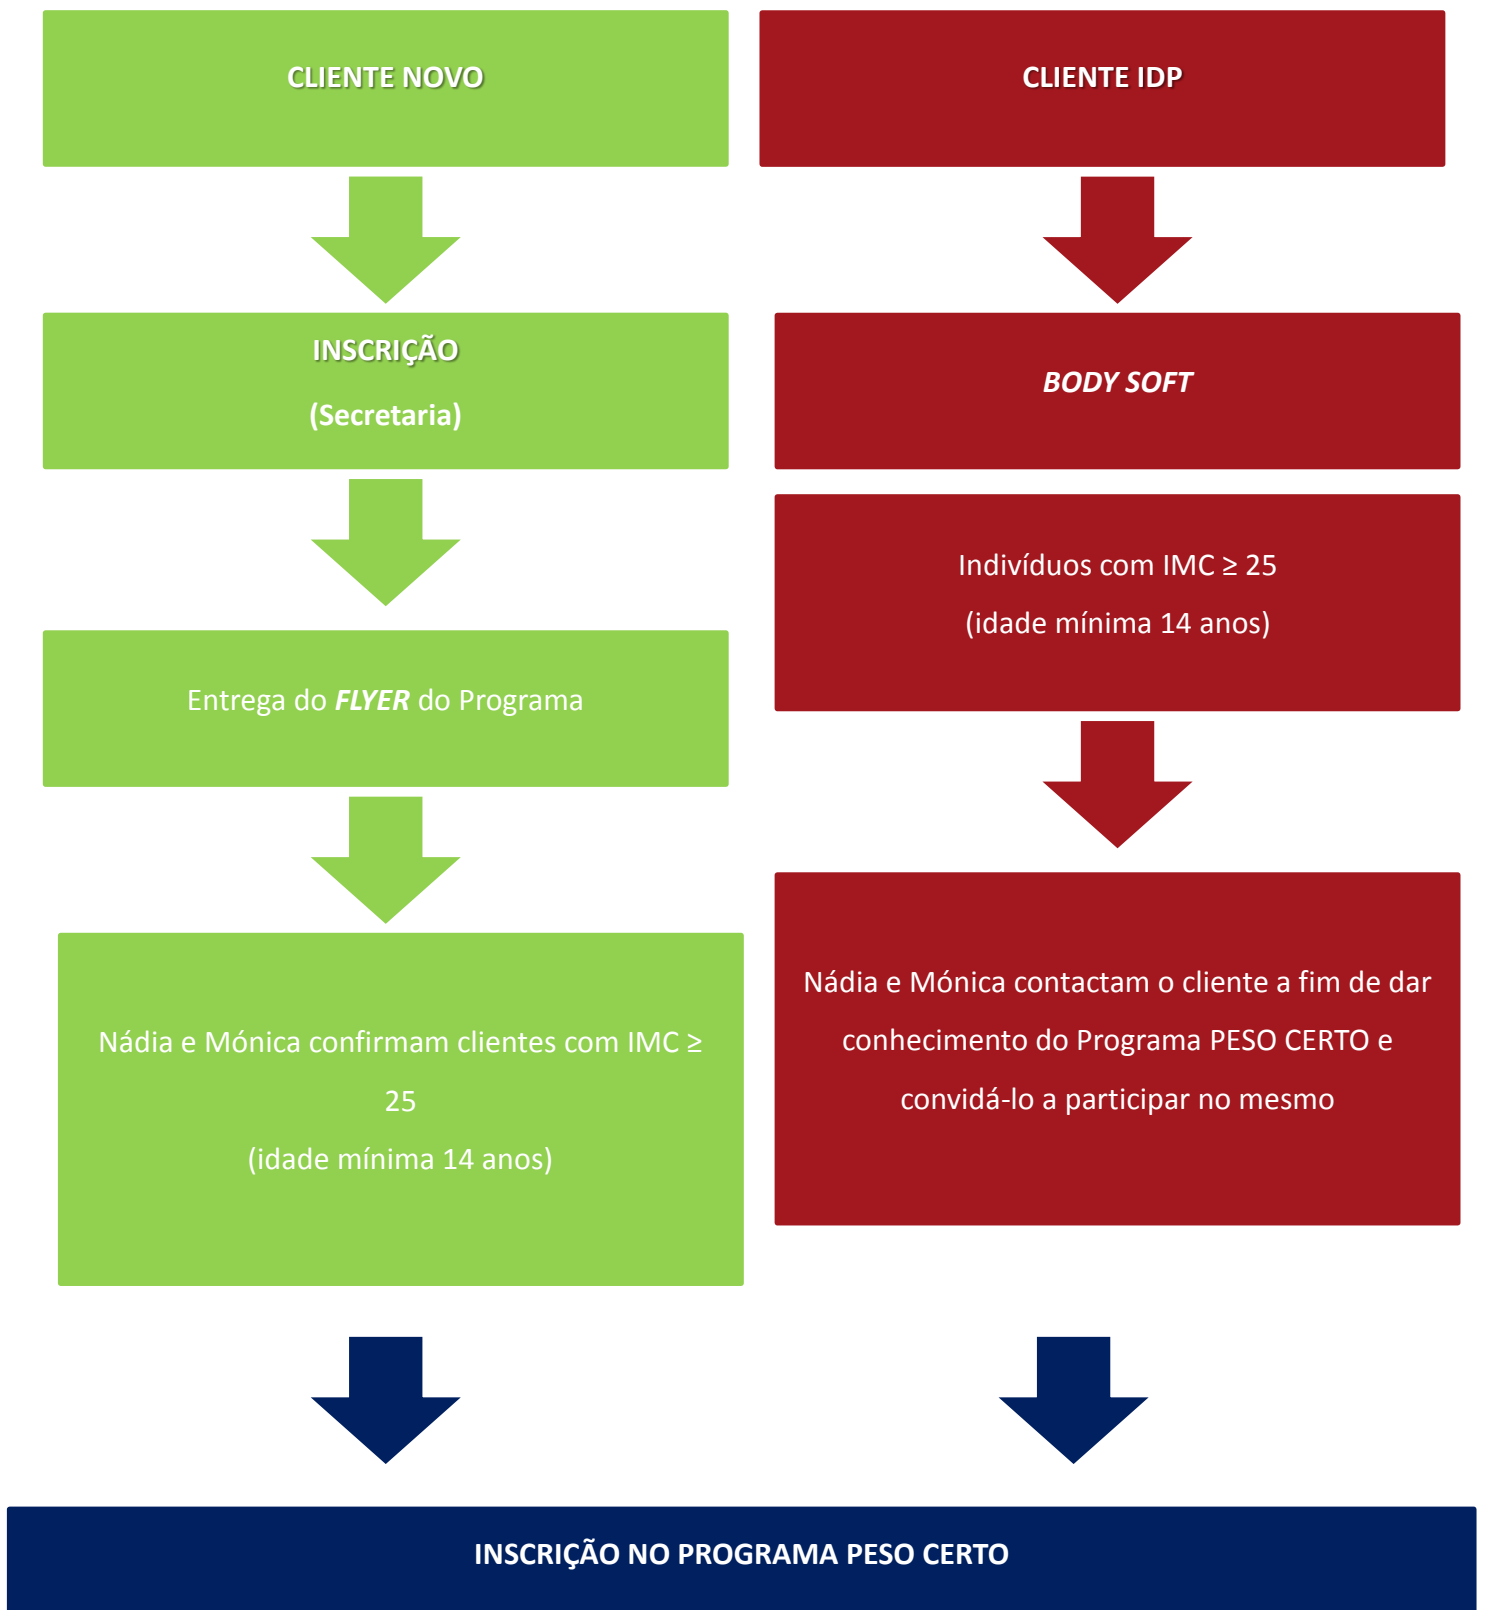 CLIENTE NOVO
INSCRIÇÃO
(Secretaria)
Entrega do FLYER do Programa
Nádia e Mónica confirmam clientes com IMC ≥
25
(idade mínima 14 anos)
CLIENTE IDP
BODY SOFT
Indivíduos com IMC ≥ 25
(idade mínima 14 anos)
Nádia e Mónica contactam o cliente a fim de dar
conhecimento do Programa PESO CERTO e
convidá-lo a participar no mesmo
INSCRIÇÃO NO PROGRAMA PESO CERTO